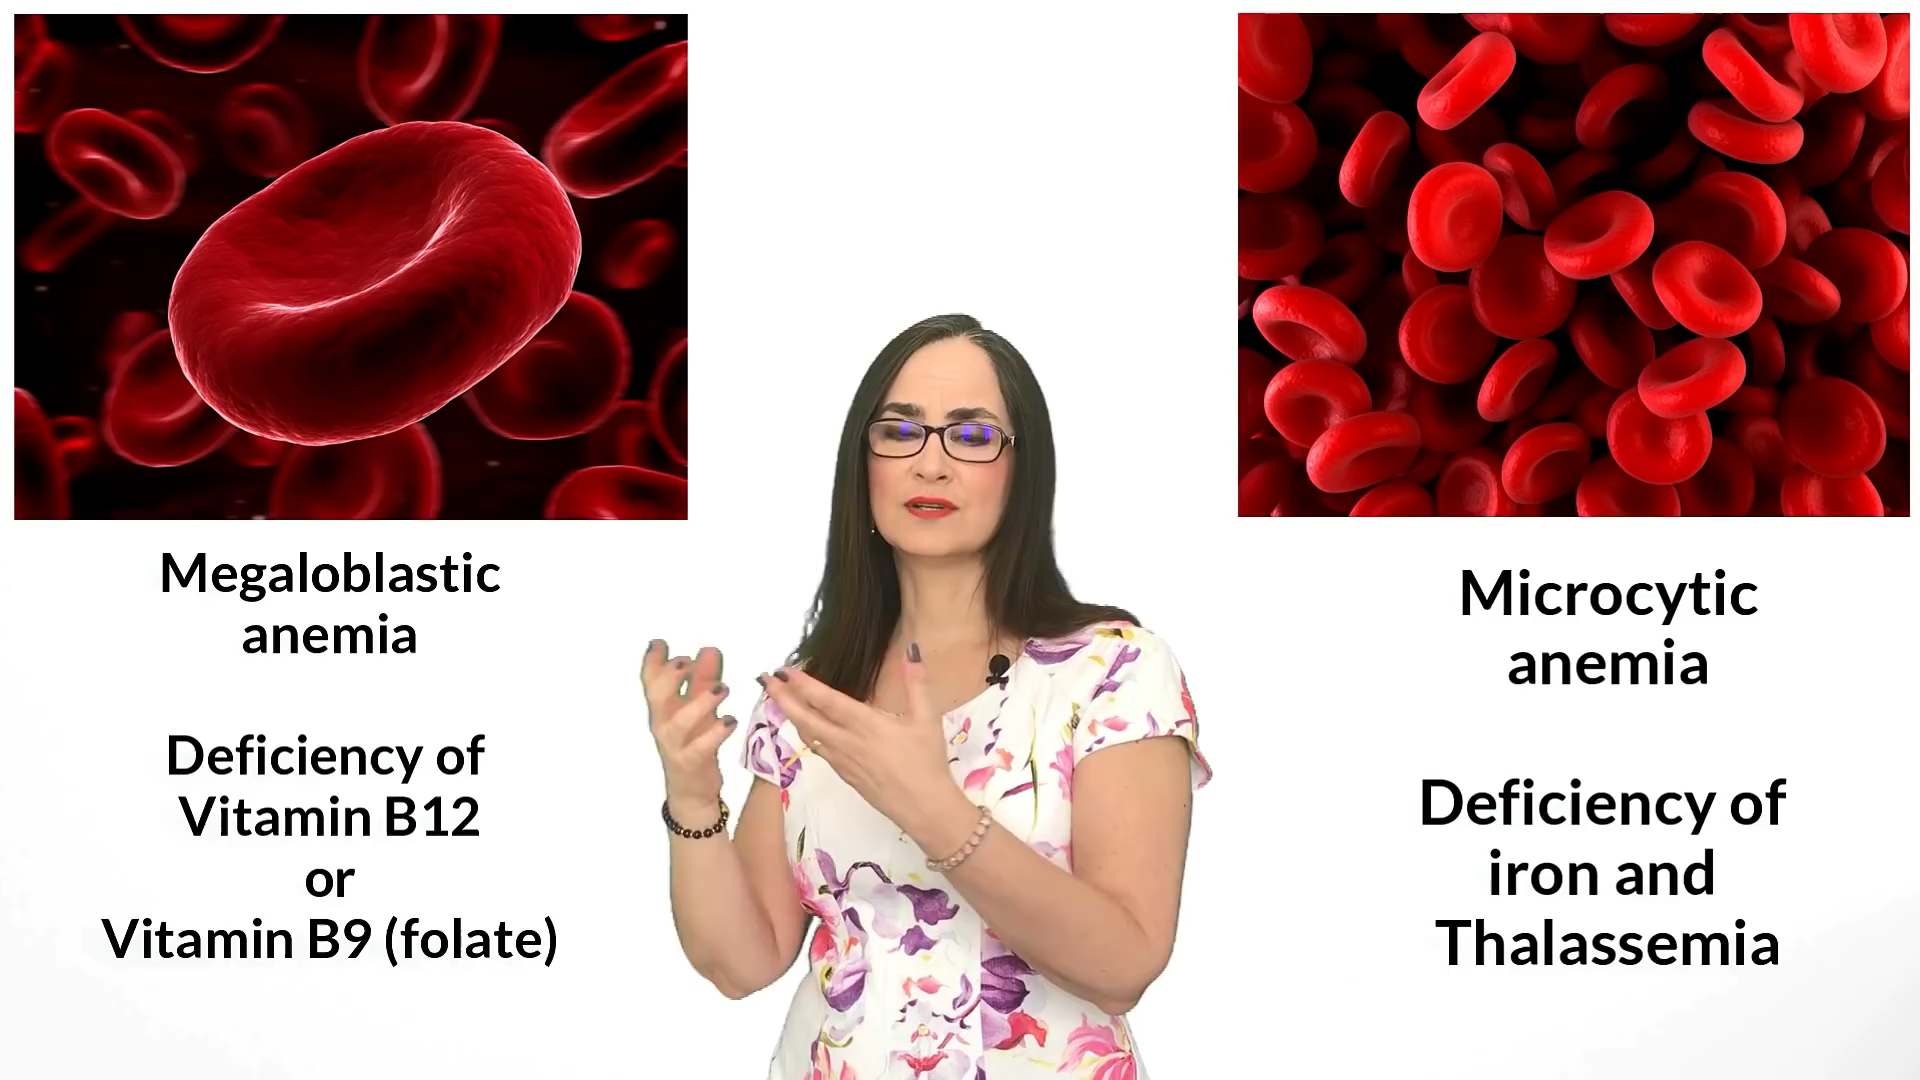 Megaloblastic
anemia
Deficiency of
Vitamin B12
or
Vitamin B9 (folate)
Microcytic
anemia
Deficiency of
iron and
Thalassemia